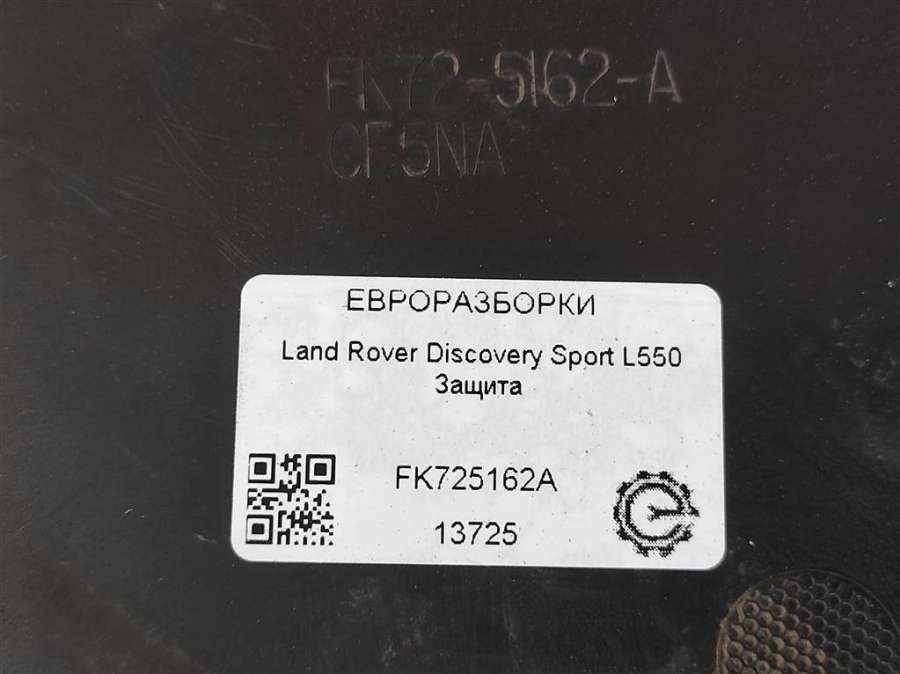 FK72-5162-A
CF5NA
ЕВРОРАЗБОРКИ
Land Rover Discovery Sport L550
Защита
FK725162A
13725